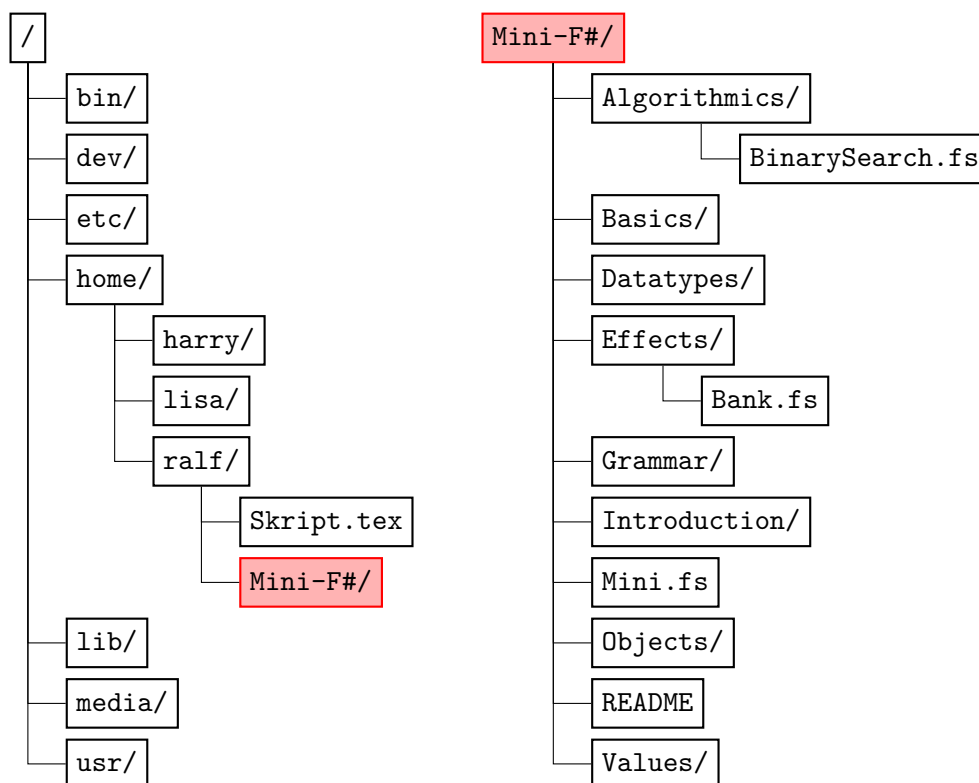 /
bin/
dev/
etc/
home/
harry/
lisa/
ralf/
Skript.tex
Mini-F#/
lib/
media/
usr/
Mini-F#/
Algorithmics/
BinarySearch.fs
Basics/
Datatypes/
Effects/
Bank.fs
Grammar/
Introduction/
Mini.fs
Objects/
README
Values/